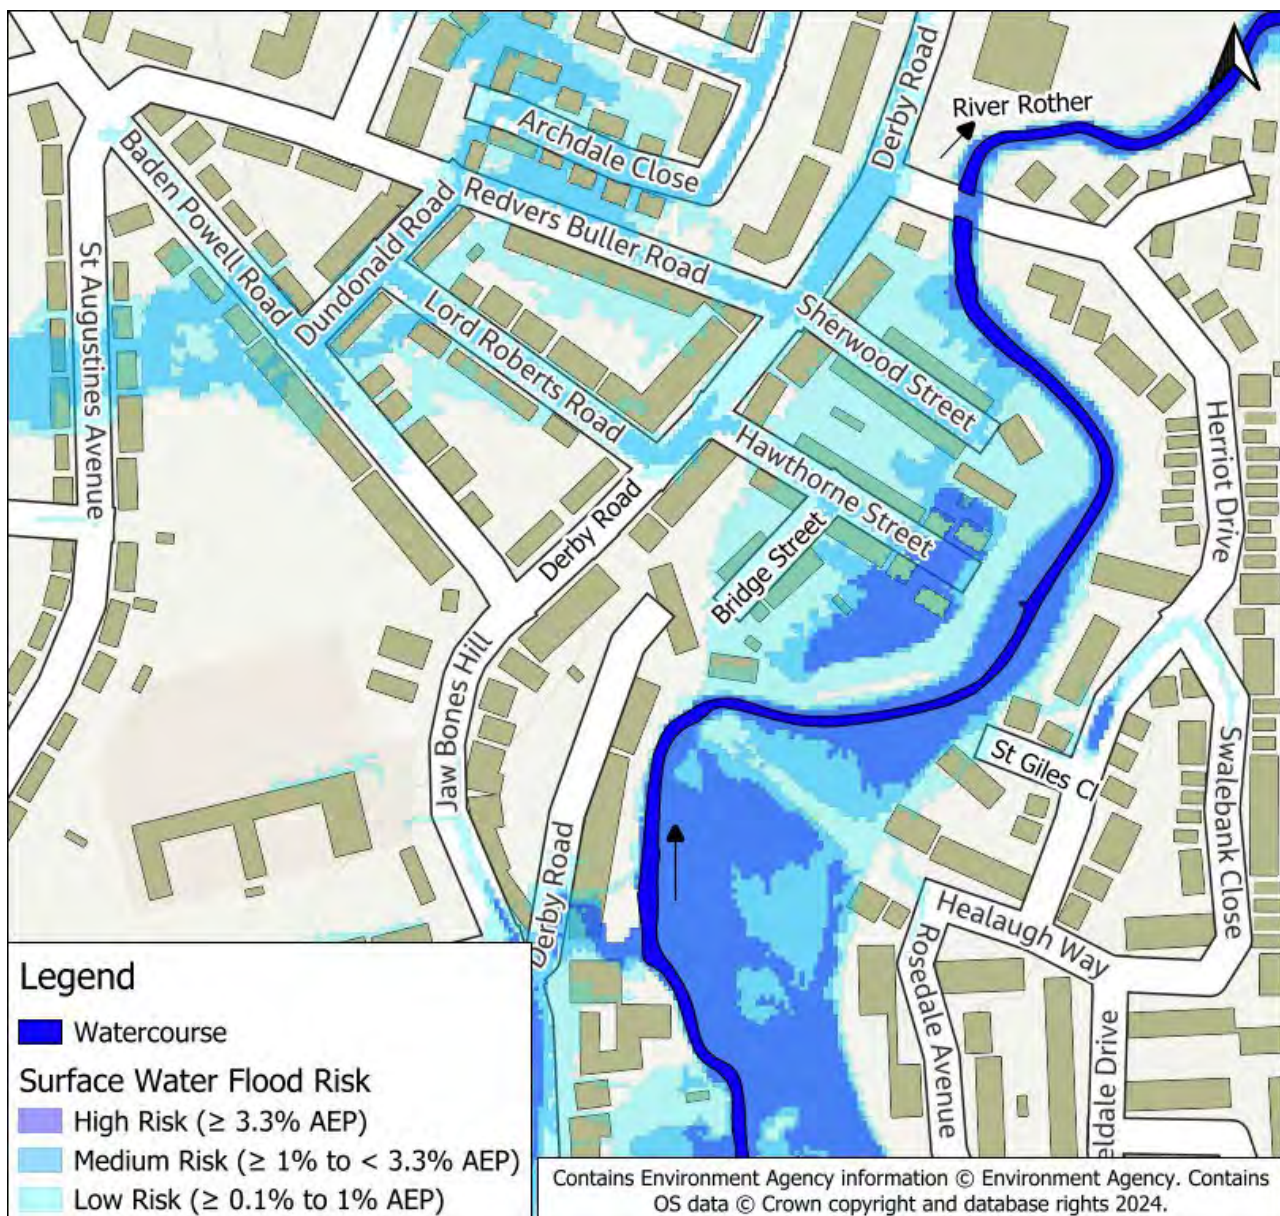 Derby Road
River Rother
Archdale Close
Baden Powell Road
Redvers Buller Road
Dundonald Road
St Augustines Avenue
Lord Roberts Road
Sherwood Street
Herriot Drive
Hawthorne Street
Derby Road
Bridge Street
Jaw Bones Hill
St Giles Cl
Swalebank Close
Derby Road
Healaugh Way
Rosedale Avenue
aldale Drive
Legend
Watercourse
Surface Water Flood Risk
High Risk (≥ 3.3% AEP)
Medium Risk (≥ 1% to < 3.3% AEP)
Low Risk (≥ 0.1% to 1% AEP)
Contains Environment Agency information © Environment Agency. Contains
OS data © Crown copyright and database rights 2024.